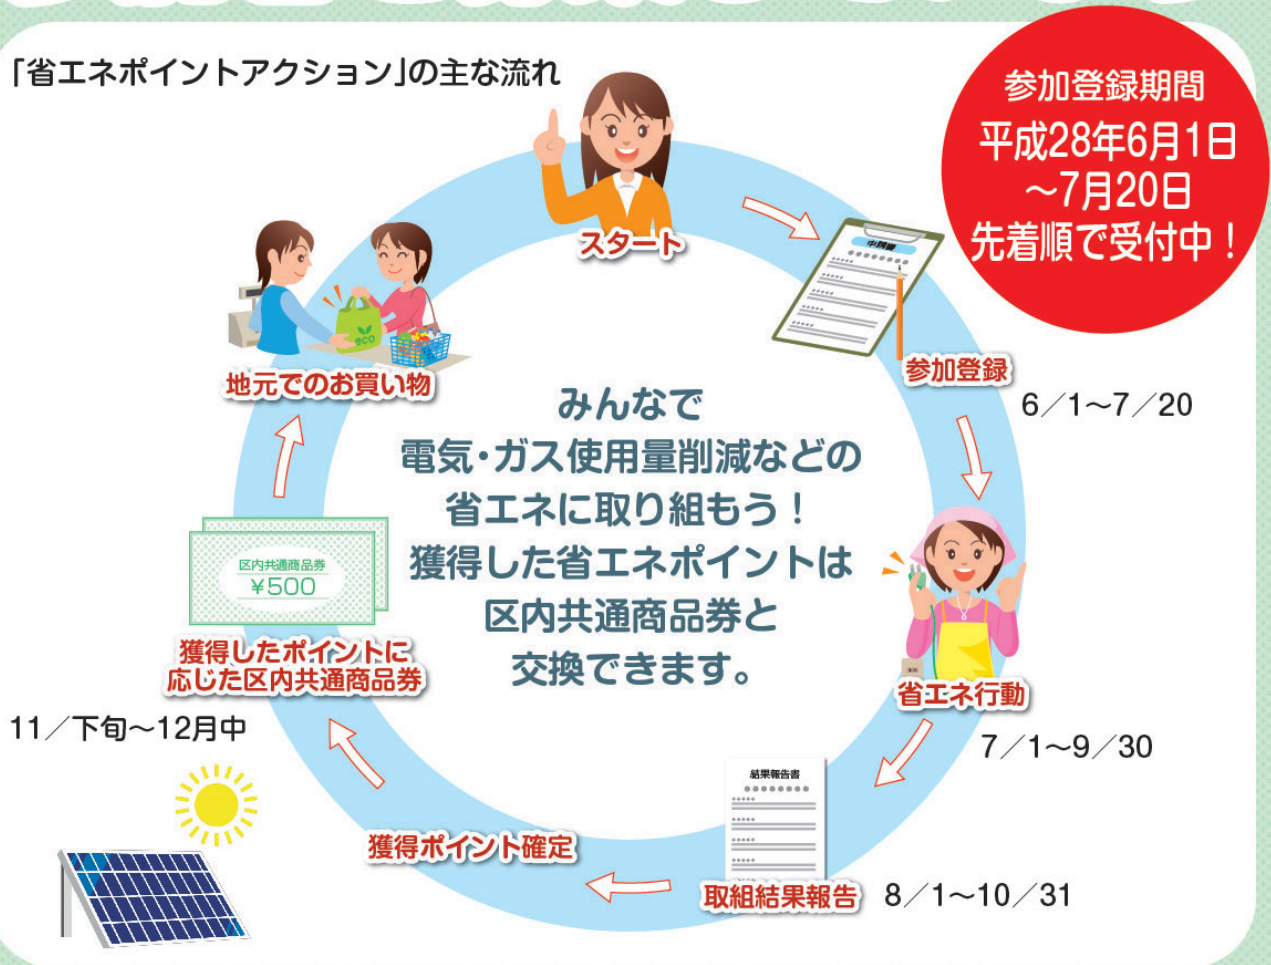 「省エネポイントアクション」の主な流れ
参加登録期間
平成28年6月1日
～7月20日
先着順で受付中！
スタート
参加登録
6／1～7／20
省エネ行動
7／1～9／30
結果報告書
取組結果報告
8／1～10／31
獲得ポイント確定
区内共通商品券
￥500
獲得したポイントに
応じた区内共通商品券
11／下旬～12月中
eco
地元でのお買い物
みんなで
電気・ガス使用量削減などの
省エネに取り組もう！
獲得した省エネポイントは
区内共通商品券と
交換できます。